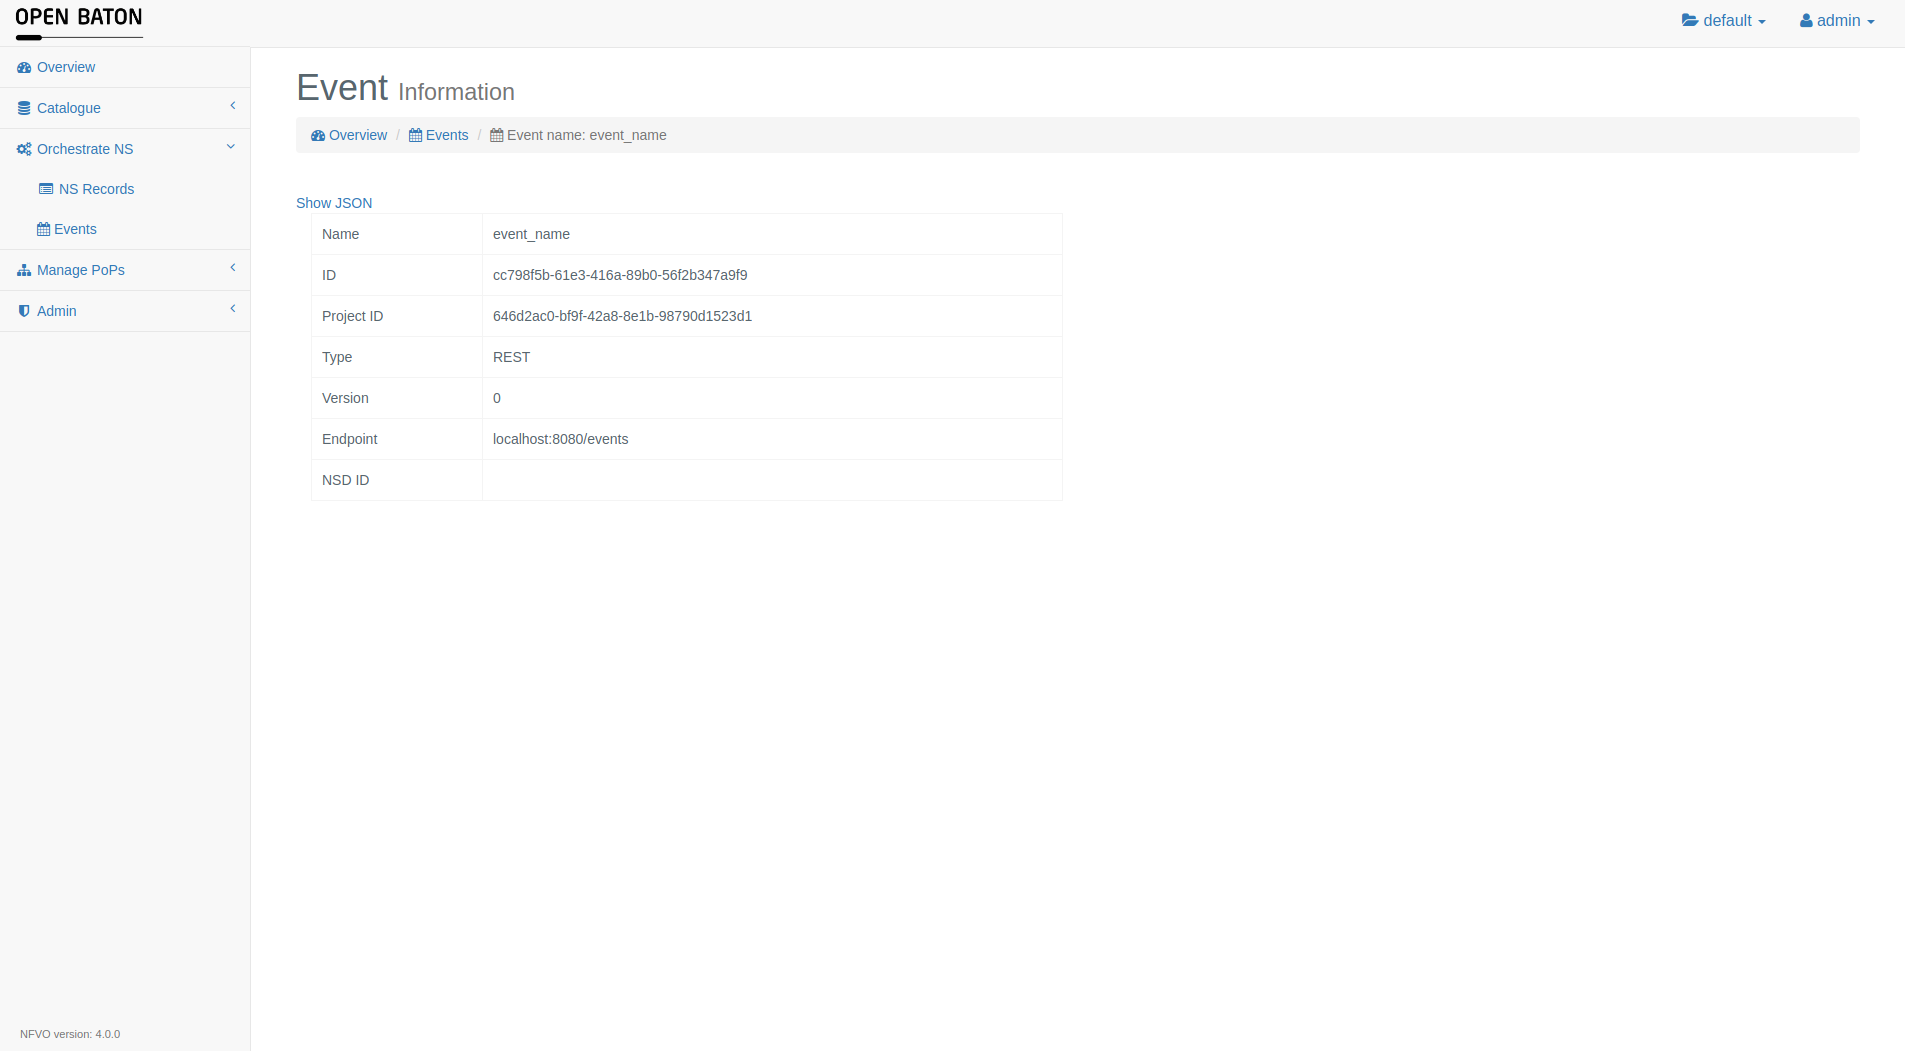 OPEN BATON
default
admin
Overview
Catalogue
Orchestrate NS
NS Records
Events
Manage PoPs
Admin
NFVO version: 4.0.0
Event Information
Overview / Events / Event name: event_name
Show JSON
Name event_name
ID cc798f5b-61e3-416a-89b0-56f2b347a9f9
Project ID 646d2ac0-bf9f-42a8-8e1b-98790d1523d1
Type REST
Version 0
Endpoint localhost:8080/events
NSD ID